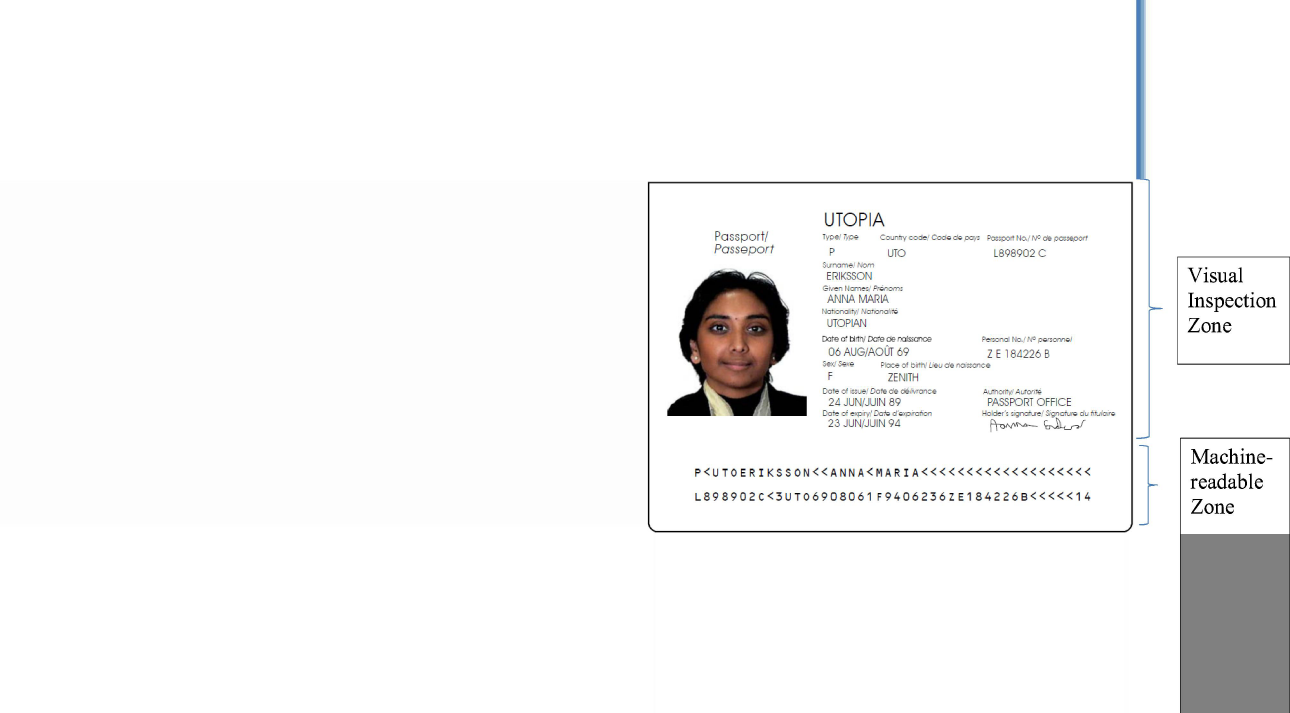 UTOPIA
Passport/
Passeport
Type/ Type Country code/ Code de pays Passport No./ Nº de passeport
P UTO L898902 C
Surname/ Nom
ERIKSSON
Given Names/ Prénoms
ANNA MARIA
Nationality/ Nationalité
UTOPIAN
Date of birth/ Date de naissance Personal No./ Nº personnel
06 AUG/AOÛT 69 Z E 184226 B
Sex/ Sexe Place of birth/ Lieu de naissance
F ZENITH
Date of issue/ Date de délivrance Authority/ Autorité
24 JUN/JUIN 89 PASSPORT OFFICE
Date of expiry/ Date d'expiration Holder's signature/ Signature du titulaire
23 JUN/JUIN 94
P<UTOERIKSSON<<ANNA<MARIA<<<<<<<<<<<<<<<<<<<
L898902C<3UTO6908061F9406236ZE184226B<<<<<14
Visual
Inspection
Zone
Machine-
readable
Zone